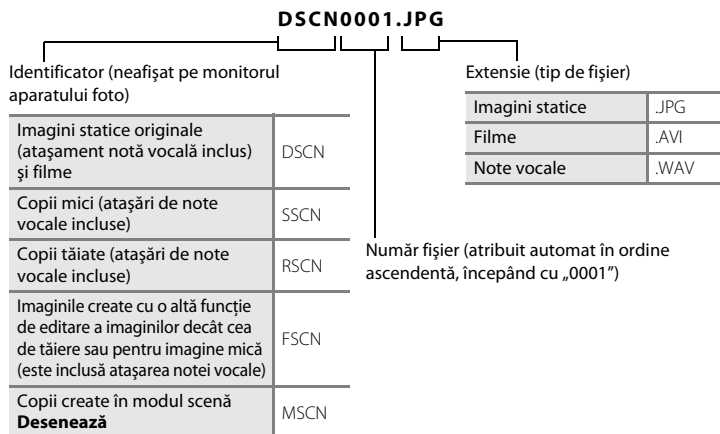 DSCN0001.JPG
Identificator (neafişat pe monitorul
aparatului foto)
Imagini statice originale
(ataşament notă vocală inclus)
şi filme
DSCN
Copii mici (ataşări de note
vocale incluse)
SSCN
Copii tăiate (ataşări de note
vocale incluse)
RSCN
Imaginile create cu o altă funcţie
de editare a imaginilor decât cea
de tăiere sau pentru imagine mică
(este inclusă ataşarea notei vocale)
FSCN
Copii create în modul scenă
Desenează
MSCN
Extensie (tip de fişier)
Imagini statice .JPG
Filme .AVI
Note vocale .WAV
Număr fişier (atribuit automat în ordine
ascendentă, începând cu „0001”)